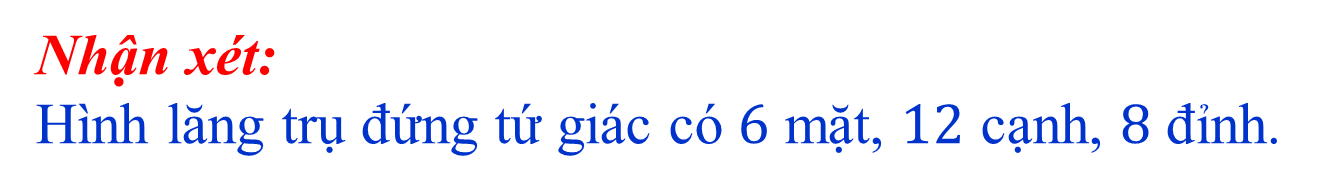 Nhận xét:
Hình lăng trụ đứng tứ giác có 6 mặt, 12 cạnh, 8 đỉnh.